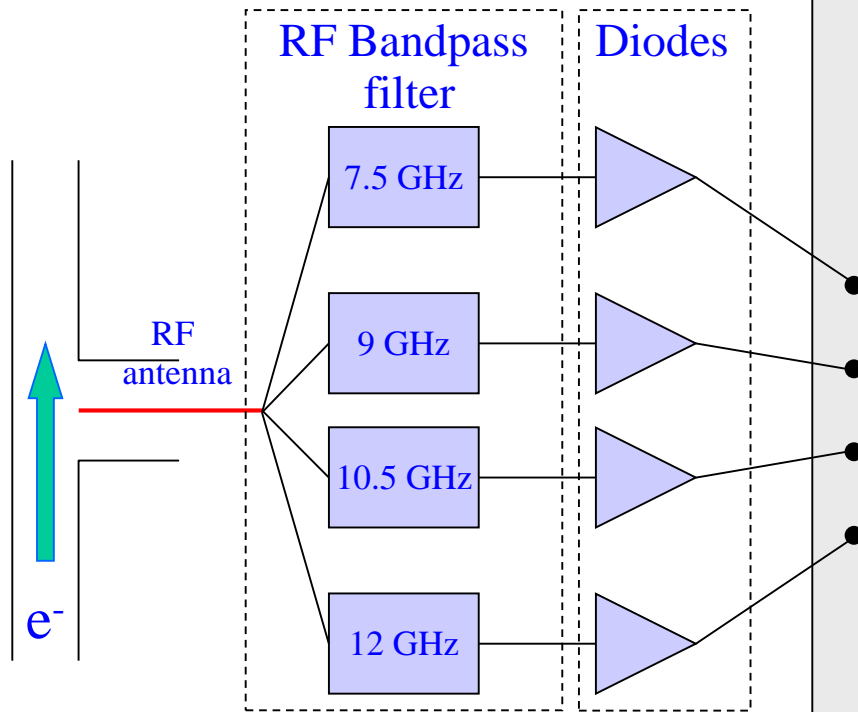 RF Bandpass
filter
Diodes
7.5 GHz
RF
antenna
9 GHz
10.5 GHz
e-
12 GHz